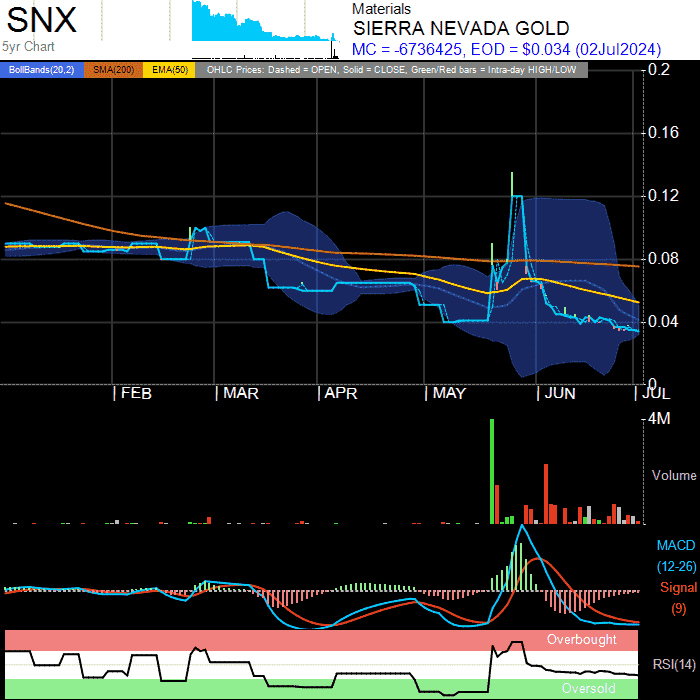 SNX
5yr Chart
Materials
SIERRA NEVADA GOLD
MC = -6736425, EOD = $0.034 (02Jul2024)
BollBands(20,2) SMA(200) EMA(50) OHLC Prices: Dashed = OPEN, Solid = CLOSE, Green/Red bars = Intra-day HIGH/LOW
0.2
0.16
0.12
0.08
0.04
0
FEB MAR APR MAY JUN JUL
4M
Volume
MACD
(12-26)
Signal
(9)
Overbought
RSI(14)
Oversold